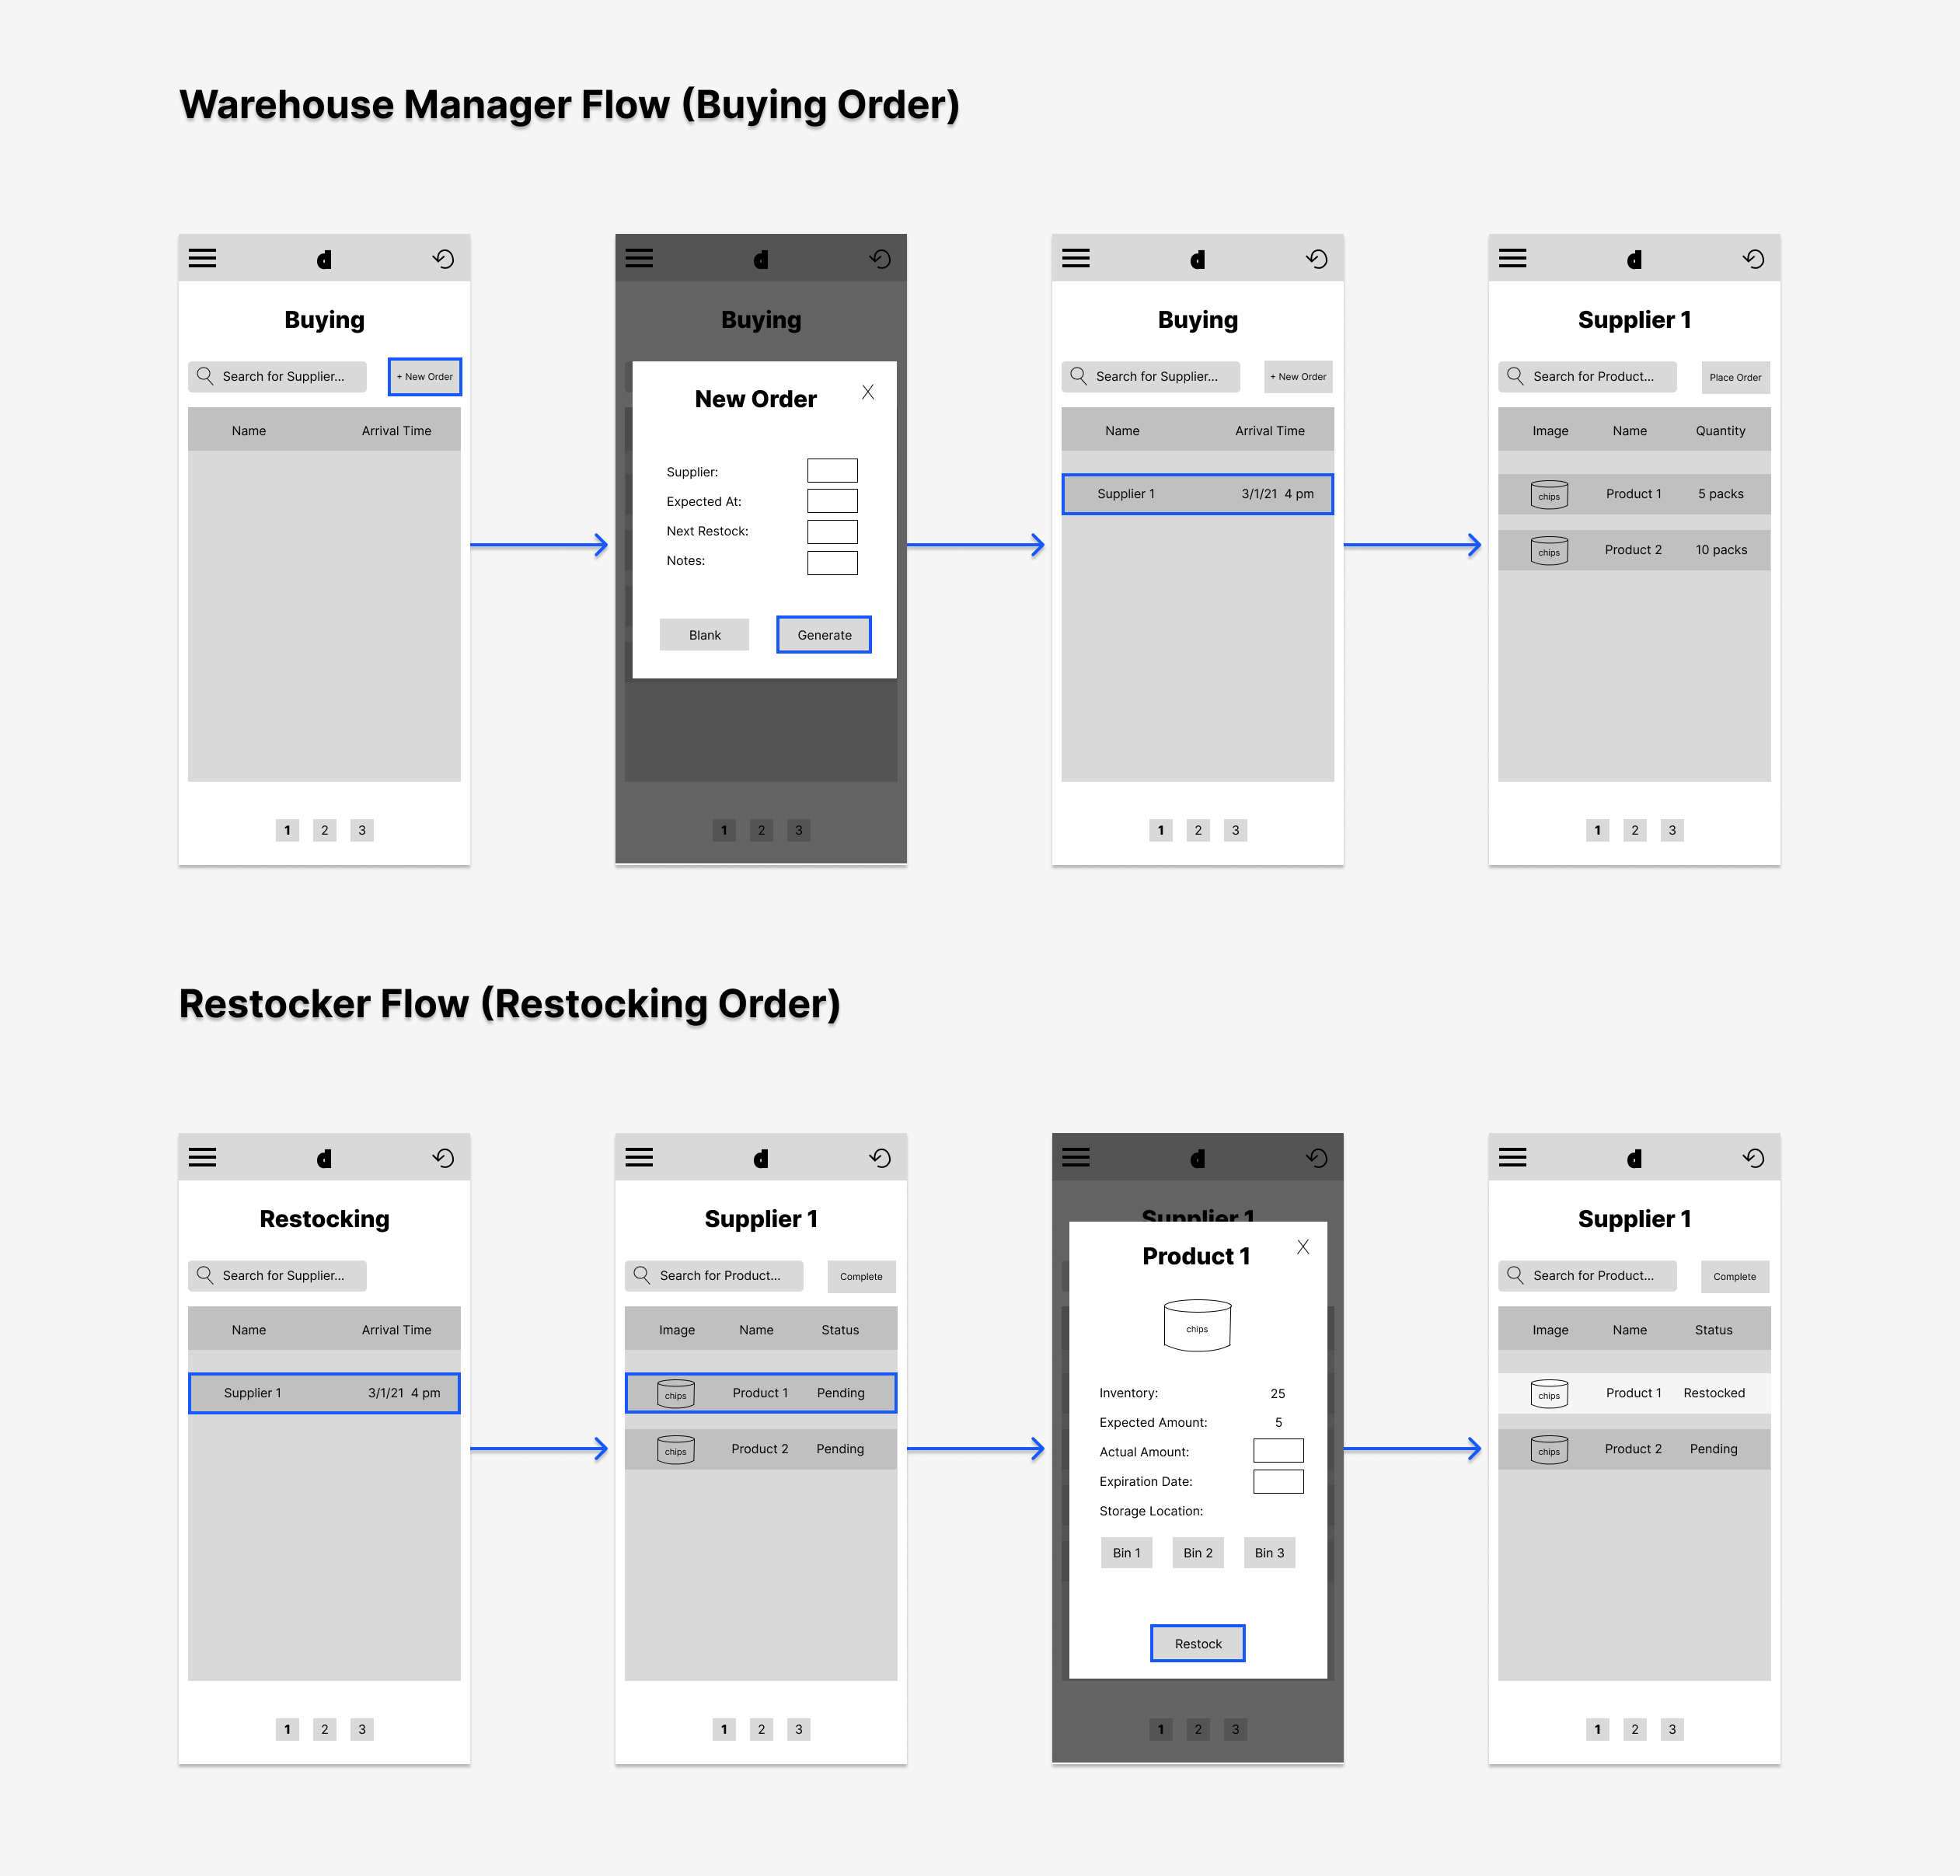 Warehouse Manager Flow (Buying Order)
d
Buying
Search for Supplier...
+ New Order
Name Arrival Time
1 2 3
d
Buying
New Order X
Supplier:
Expected At:
Next Restock:
Notes:
Blank Generate
1 2 3
d
Buying
Search for Supplier...
+ New Order
Name Arrival Time
Supplier 1 3/1/21 4 pm
1 2 3
d
Supplier 1
Search for Product...
Place Order
Image Name Quantity
chips Product 1 5 packs
chips Product 2 10 packs
1 2 3
Restocker Flow (Restocking Order)
d
Restocking
Search for Supplier...
Name Arrival Time
Supplier 1 3/1/21 4 pm
1 2 3
d
Supplier 1
Search for Product...
Complete
Image Name Status
chips Product 1 Pending
chips Product 2 Pending
1 2 3
d
Supplier 1
Product 1 X
chips
Inventory: 25
Expected Amount: 5
Actual Amount:
Expiration Date:
Storage Location:
Bin 1 Bin 2 Bin 3
Restock
1 2 3
d
Supplier 1
Search for Product...
Complete
Image Name Status
chips Product 1 Restocked
chips Product 2 Pending
1 2 3